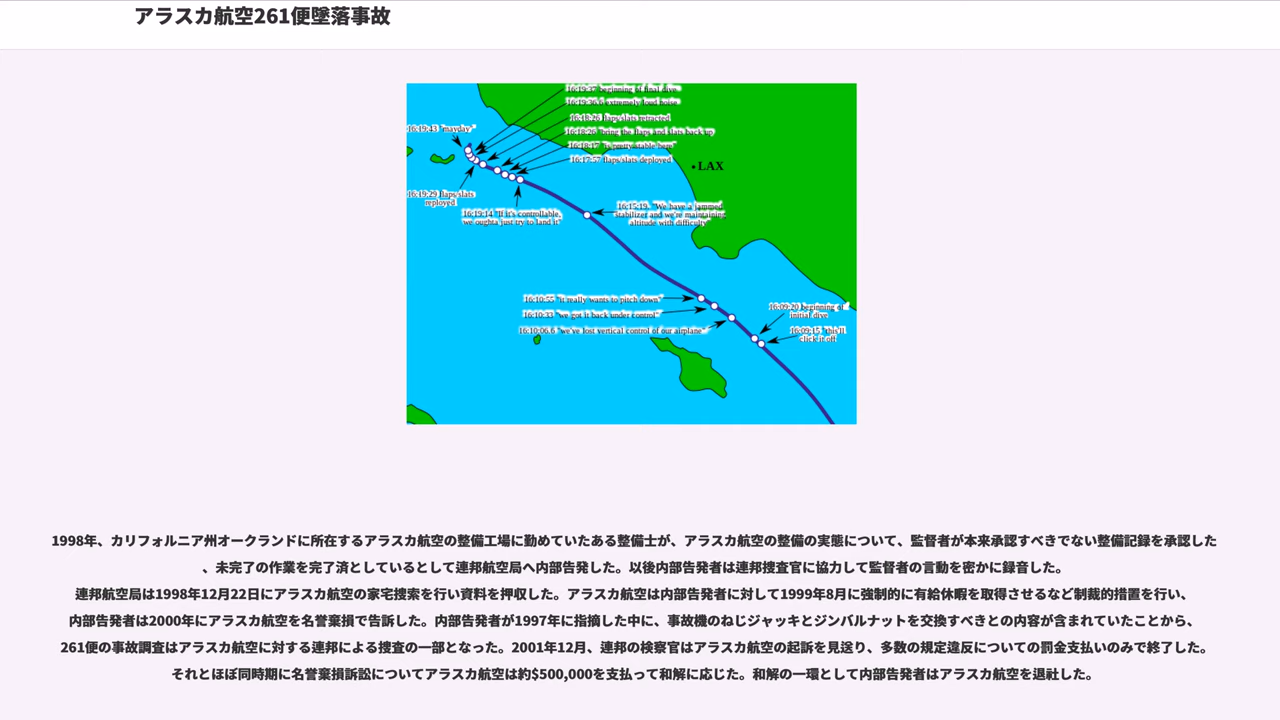 アラスカ航空261便墜落事故
16:19:37 beginning of final dive
16:19:36.6 extremely loud noise
16:18:26 flaps/slats retracted
16:19:43 "mayday"
"bring the flaps and slats back up"
16:18:17 "is pretty stable here"
16:17:57 flaps/slats deployed
LAX
16:19:29 flaps/slats
reployed
16:19:14 "If it's controllable,
we oughta just try to land it"
16:15:19, "We have a jammed
stabilizer and we're maintaining
altitude with difficulty"
16:10:55 "it really wants to pitch down"
16:10:33 "we got it back under control"
16:10:06.6 "we've lost vertical control of our airplane"
16:09:20 beginning of
initial dive
16:09:15 "this'll
click it off
1998年、カリフォルニア州オークランドに所在するアラスカ航空の整備工場に勤めていたある整備士が、アラスカ航空の整備の実態について、監督者が本来承認すべきでない整備記録を承認した
、未完了の作業を完了済としているとして連邦航空局へ内部告発した。以後内部告発者は連邦捜査官に協力して監督者の言動を密かに録音した。
連邦航空局は1998年12月22日にアラスカ航空の家宅捜索を行い資料を押収した。アラスカ航空は内部告発者に対して1999年8月に強制的に有給休暇を取得させるなど制裁的措置を行い、
内部告発者は2000年にアラスカ航空を名誉棄損で告訴した。内部告発者が1997年に指摘した中に、事故機のねじジャッキとジンバルナットを交換すべきとの内容が含まれていたことから、
261便の事故調査はアラスカ航空に対する連邦による捜査の一部となった。2001年12月、連邦の検察官はアラスカ航空の起訴を見送り、多数の規定違反についての罰金支払いのみで終了した。
それとほぼ同時期に名誉棄損訴訟についてアラスカ航空は約$500,000を支払って和解に応じた。和解の一環として内部告発者はアラスカ航空を退社した。